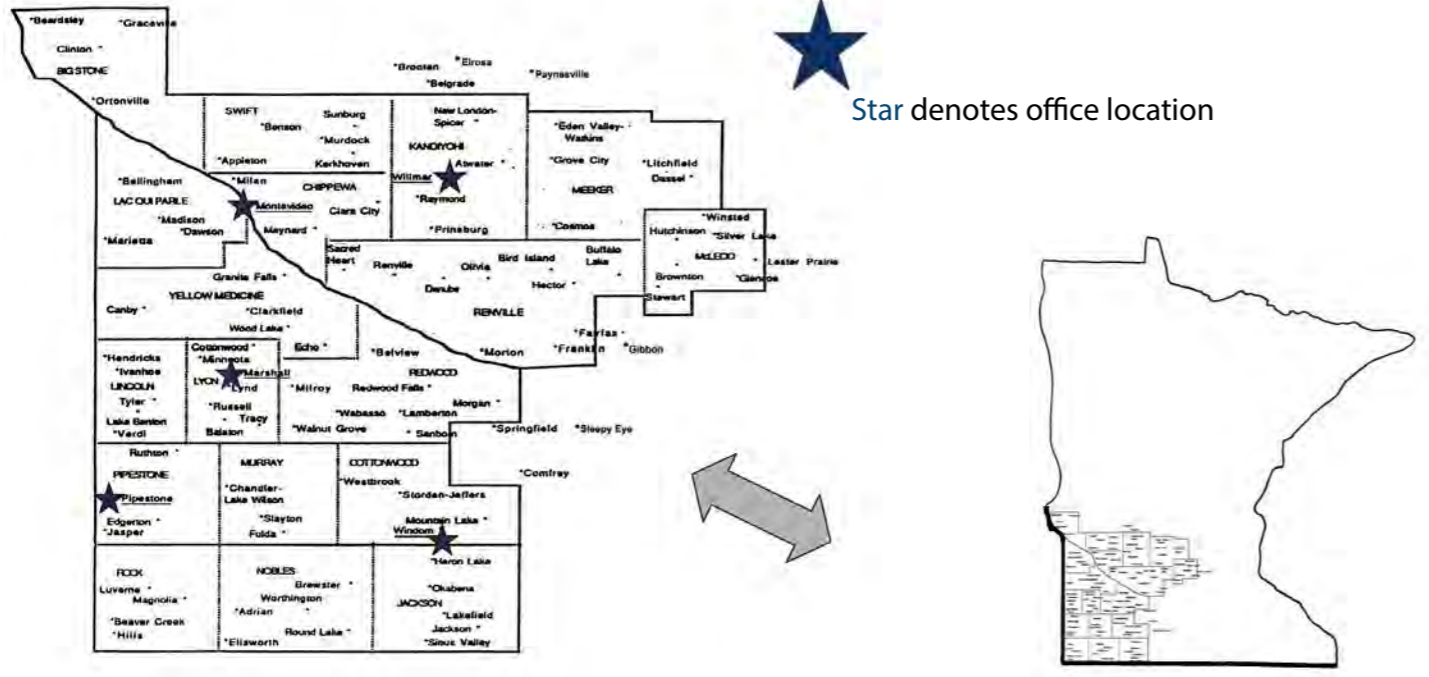 Beardsley
Graceville
Clinton
BIG STONE
Ortonville
Brooten
Elrosa
Belgrade
Paynesville
Star denotes office location
SWIFT
Sunburg
Benson
Murdock
Appleton
Kerkhoven
New London-
Spicer
KANDIYOHI
Atwater
Willmar
Raymond
Prinsburg
Eden Valley-
Watkins
Grove City
Litchfield
Dassel
MEEKER
Cosmos
Bellingham
LAC QUI PARLE
Madison
Dawson
Marietta
Milan
CHIPPEWA
Montevideo
Clara City
Maynard
Winsted
Hutchinson
Silver Lake
McLEOD
Lester Prairie
Brownton
Glencoe
Stewart
Sacred
Heart
Renville
Danube
Olivia
Bird Island
Hector
Buffalo
Lake
RENVILLE
Fairfax
Morton
Franklin
Gibbon
Granite Falls
YELLOW MEDICINE
Canby
Clarkfield
Wood Lake
Echo
Hendricks
Ivanhoe
LINCOLN
Tyler
Lake Benton
Verdi
Cottonwood
Minneota
Marshall
LYON
Lynd
Russell
Tracy
Balaton
Belview
REDWOOD
Milroy
Redwood Falls
Morgan
Wabasso
Lamberton
Walnut Grove
Sanborn
Springfield
Sleepy Eye
Comfrey
Ruthton
PIPESTONE
Pipestone
Edgerton
Jasper
MURRAY
Chandler-
Lake Wilson
Slayton
Fulda
COTTONWOOD
Westbrook
Storden-Jeffers
Mountain Lake
Windom
Heron Lake
ROCK
Luverne
Magnolia
Beaver Creek
Hills
NOBLES
Brewster
Worthington
Adrian
Round Lake
Ellsworth
Okabena
JACKSON
Lakefield
Jackson
Sioux Valley